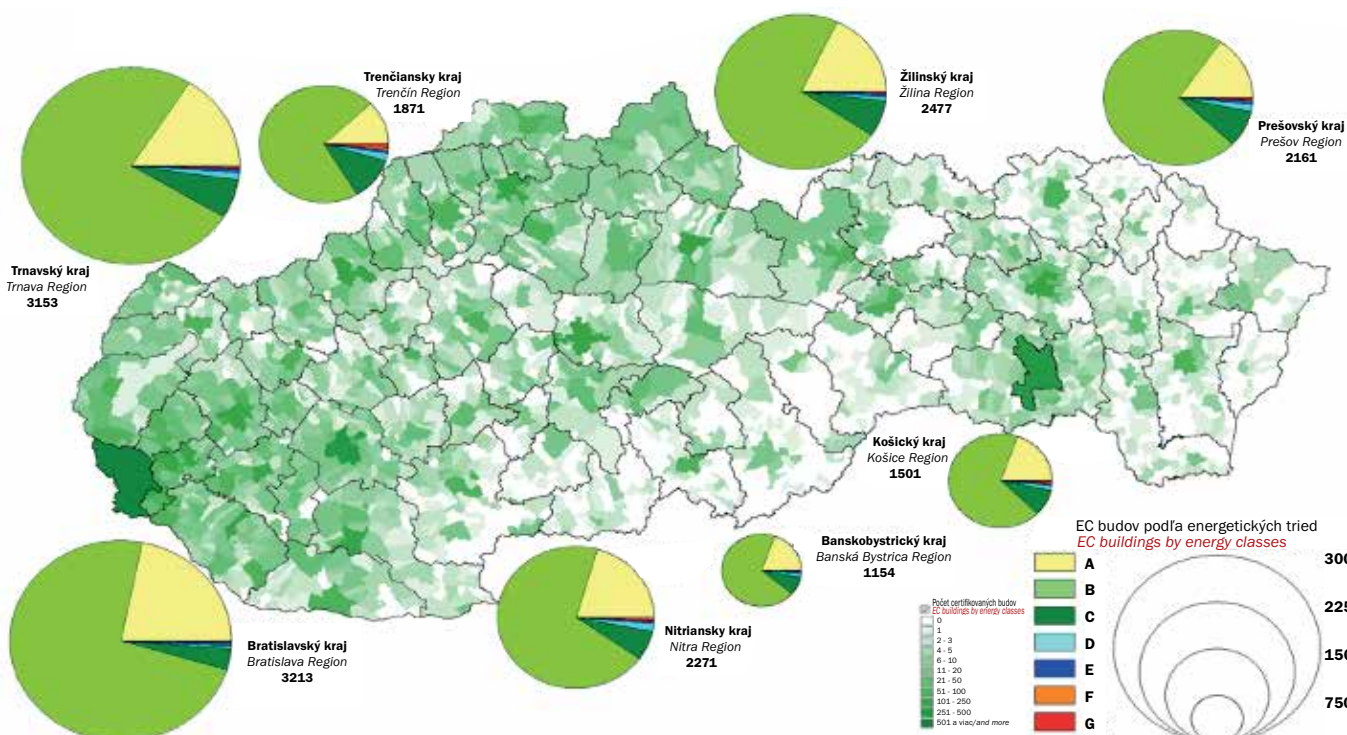 Trenčiansky kraj
Trenčín Region
1871
Žilinský kraj
Žilina Region
2477
Prešovský kraj
Prešov Region
2161
Trnavský kraj
Trnava Region
3153
Košický kraj
Košice Region
1501
Banskobystrický kraj
Banská Bystrica Region
1154
Nitriansky kraj
Nitra Region
2271
Bratislavský kraj
Bratislava Region
3213
Počet certifikovaných budov
EC buildings by energy classes
0
1
2 - 3
4 - 5
6 - 10
11 - 20
21 - 50
51 - 100
101 - 250
251 - 500
501 a viac/and more
EC budov podľa energetických tried
EC buildings by energy classes
A
B
C
D
E
F
G
300
225
150
750